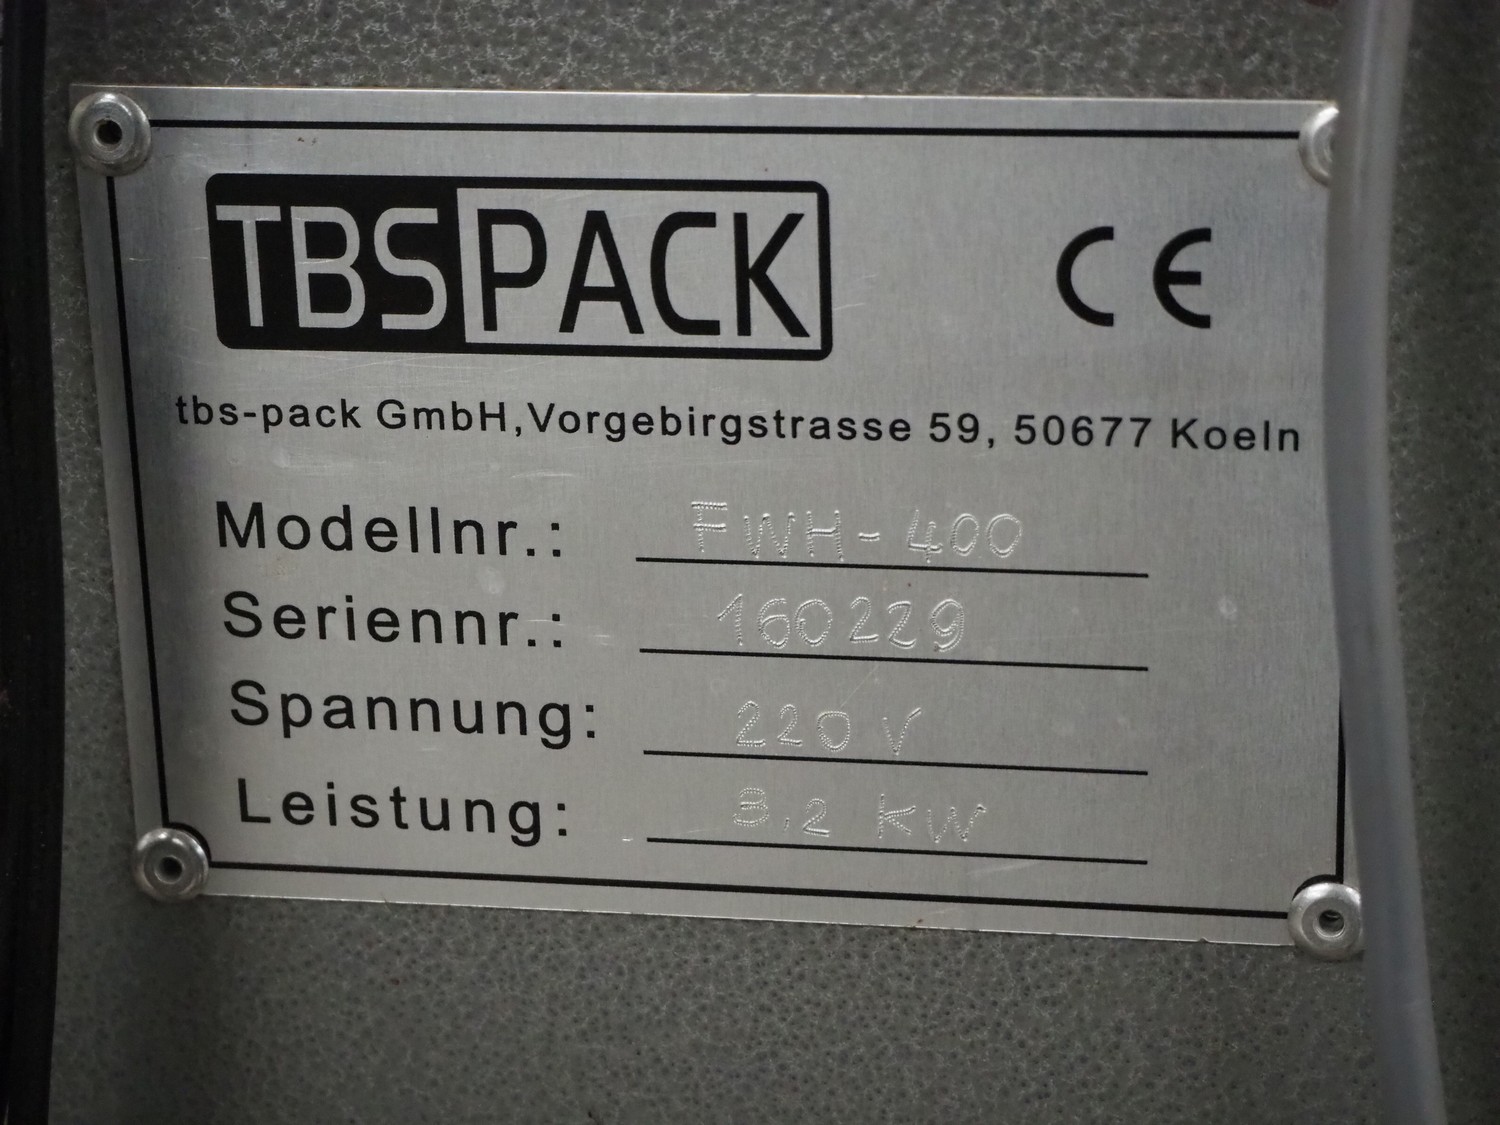 TBSPACK CE
tbs-pack GmbH,Vorgebirgstrasse 59, 50677 Koeln
Modellnr.: FWH-400
Seriennr.: 160229
Spannung: 220 V
Leistung: 3,2 kW